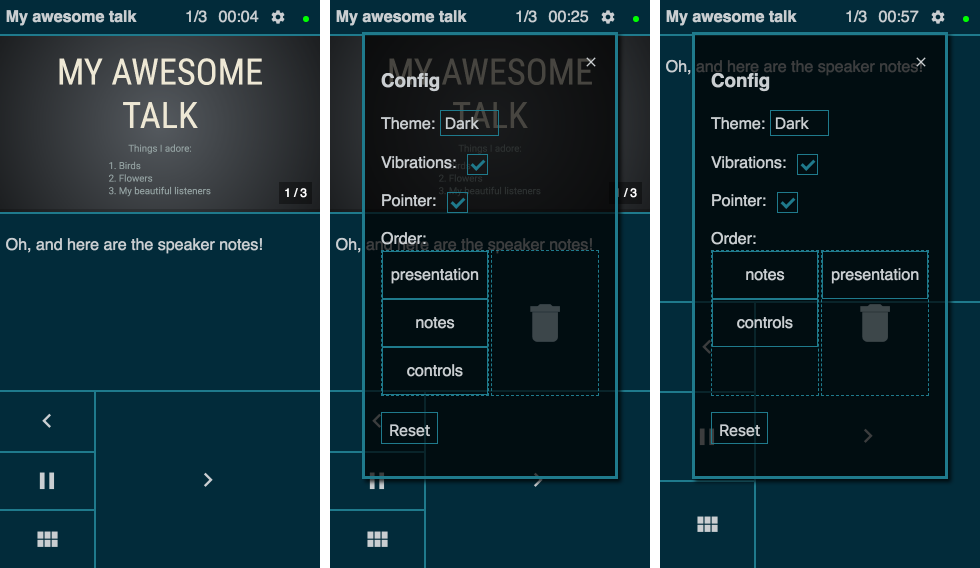 My awesome talk 1/3 00:04
MY AWESOME
TALK
Things I adore:
1. Birds
2. Flowers
3. My beautiful listeners
1 / 3
Oh, and here are the speaker notes!
My awesome talk 1/3 00:25
MY AWESOME
TALK
Things I adore:
2. Flowers
3. My beautiful listeners
/ 3
Oh, and here are the speaker notes!
Config
Theme: Dark
Vibrations:
Pointer:
Order:
presentation
notes
controls
Reset
My awesome talk 1/3 00:57
Oh, and here are the speaker notes!
Config
Theme: Dark
Vibrations:
Pointer:
Order:
notes presentation
controls
Reset